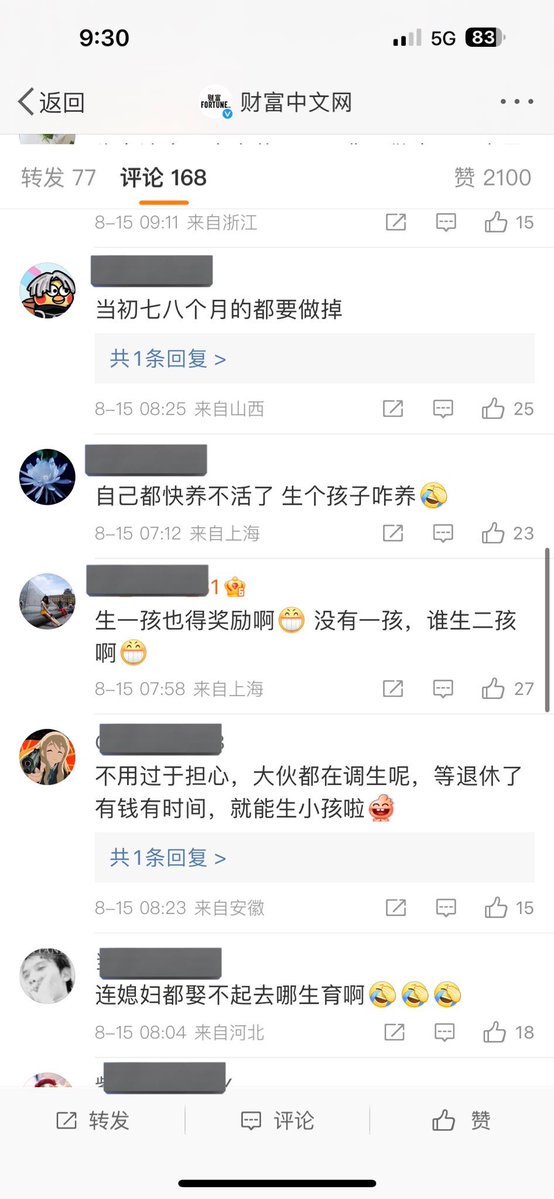 9:30
5G
83
返回
财富
FORTUNE
财富中文网
转发 77
评论 168
赞 2100
8-15 09:11 来自浙江
15
当初七八个月的都要做掉
共1条回复 >
8-15 08:25 来自山西
25
自己都快养不活了 生个孩子咋养
8-15 07:12 来自上海
23
1
生一孩也得奖励啊 没有一孩，谁生二孩
啊
8-15 07:58 来自上海
27
不用过于担心，大伙都在调生呢，等退休了
有钱有时间，就能生小孩啦
共1条回复 >
8-15 08:23 来自安徽
15
连媳妇都娶不起去哪生育啊
8-15 08:04 来自河北
18
转发
评论
赞